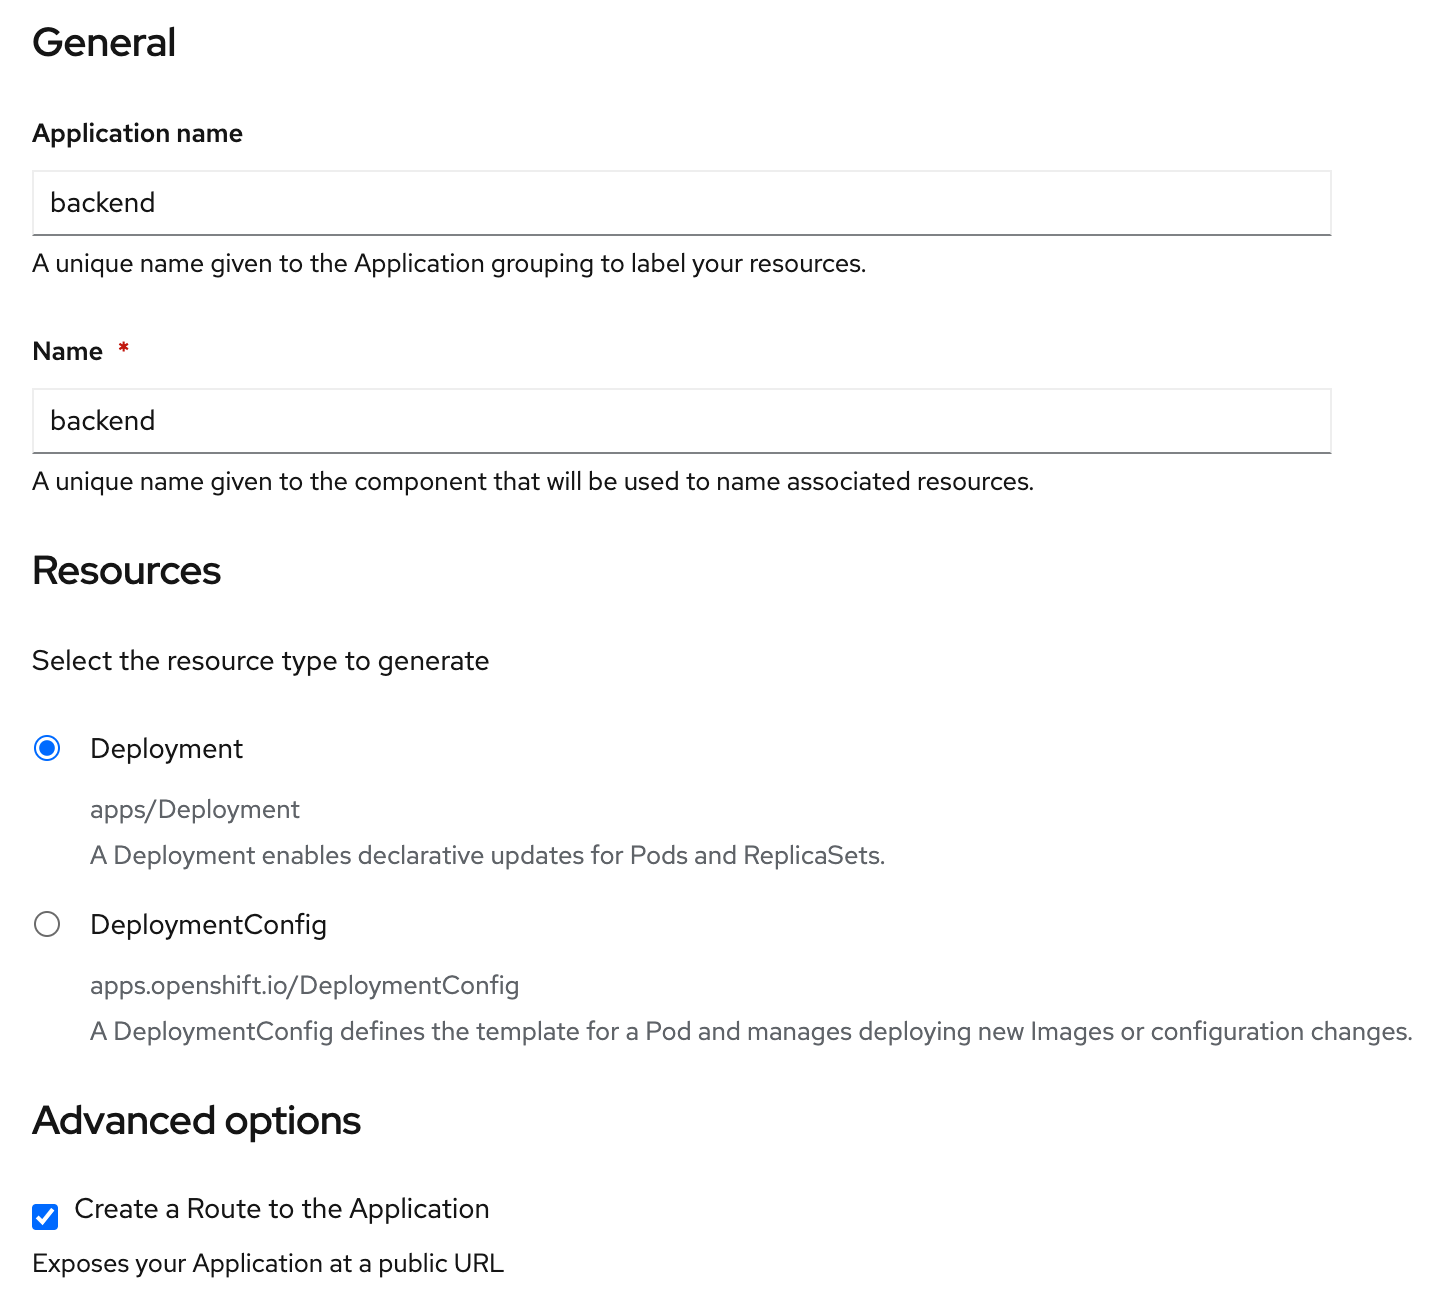 General
Application name
backend
A unique name given to the Application grouping to label your resources.
Name *
backend
A unique name given to the component that will be used to name associated resources.
Resources
Select the resource type to generate
Deployment
apps/Deployment
A Deployment enables declarative updates for Pods and ReplicaSets.
DeploymentConfig
apps.openshift.io/DeploymentConfig
A DeploymentConfig defines the template for a Pod and manages deploying new Images or configuration changes.
Advanced options
Create a Route to the Application
Exposes your Application at a public URL